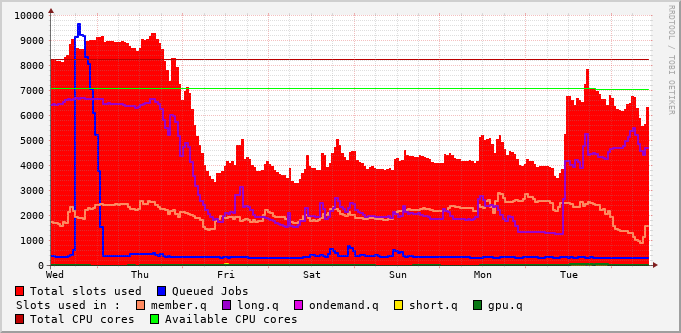 10000
9000
8000
7000
6000
5000
4000
3000
2000
1000
0
Wed Thu Fri Sat Sun Mon Tue
RRDTOOL / TOBI OETIKER
Total slots used Queued Jobs
Slots used in : member.q long.q ondemand.q short.q gpu.q
Total CPU cores Available CPU cores